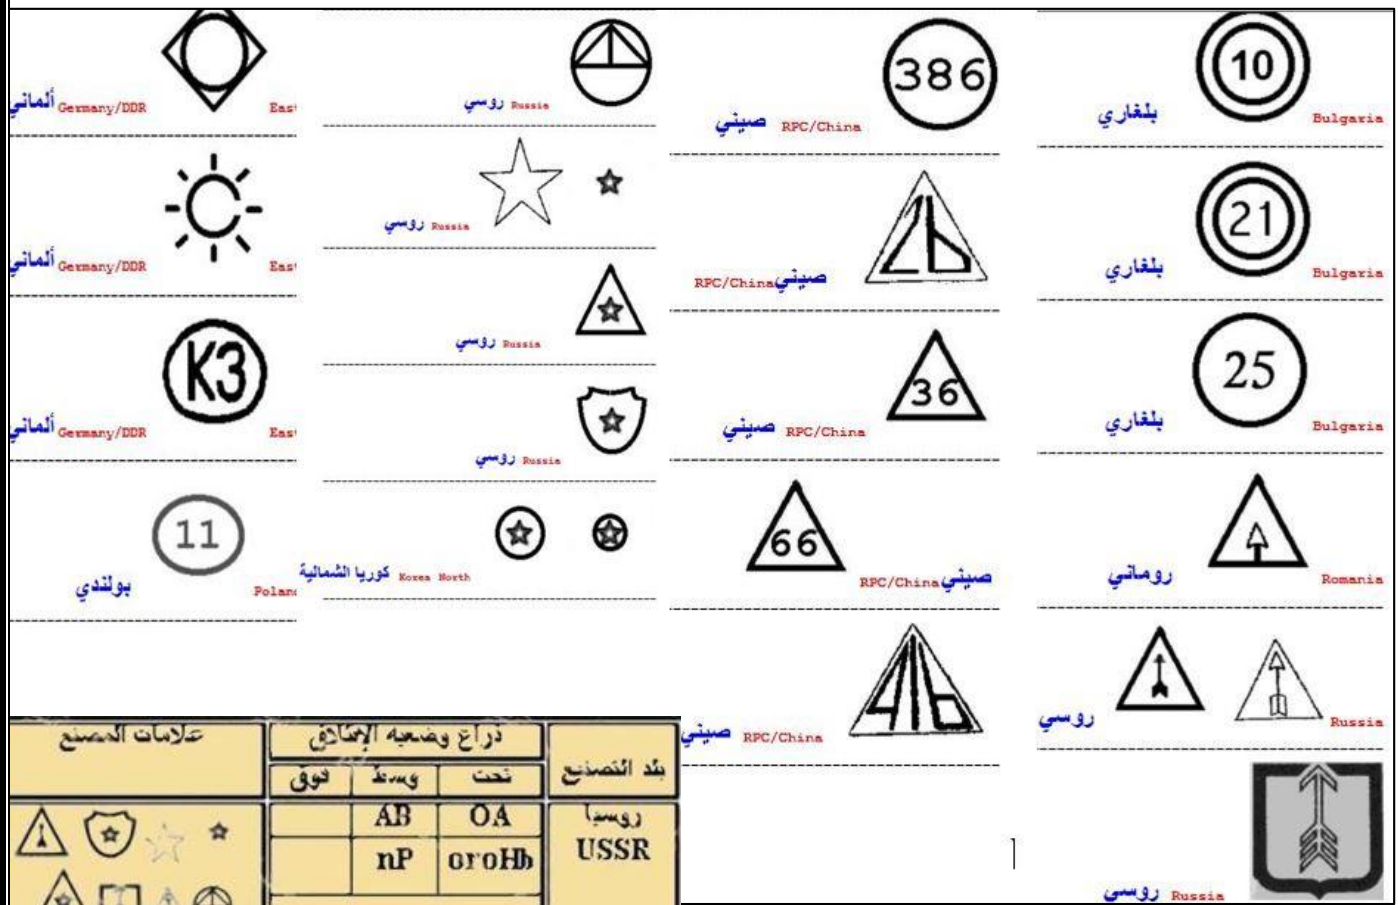 ألماني Germany/DDR East
ألماني Germany/DDR East
K3
ألماني Germany/DDR East
11
بولندي Poland
روسي Russia
روسي Russia
روسي Russia
روسي Russia
كوريا الشمالية Korea North
386
صيني RPC/China
26
صيني RPC/China
36
صيني RPC/China
66
صيني RPC/China
416
صيني RPC/China
10
بلغاري Bulgaria
21
بلغاري Bulgaria
25
بلغاري Bulgaria
روماني Romania
روسي Russia
روسي Russia
بلد التصنيع
ذراع وضعيه الإطلاق
علامات المصنع
تحت وسط فوق
روسيا
USSR
OA AB
oroHb nP